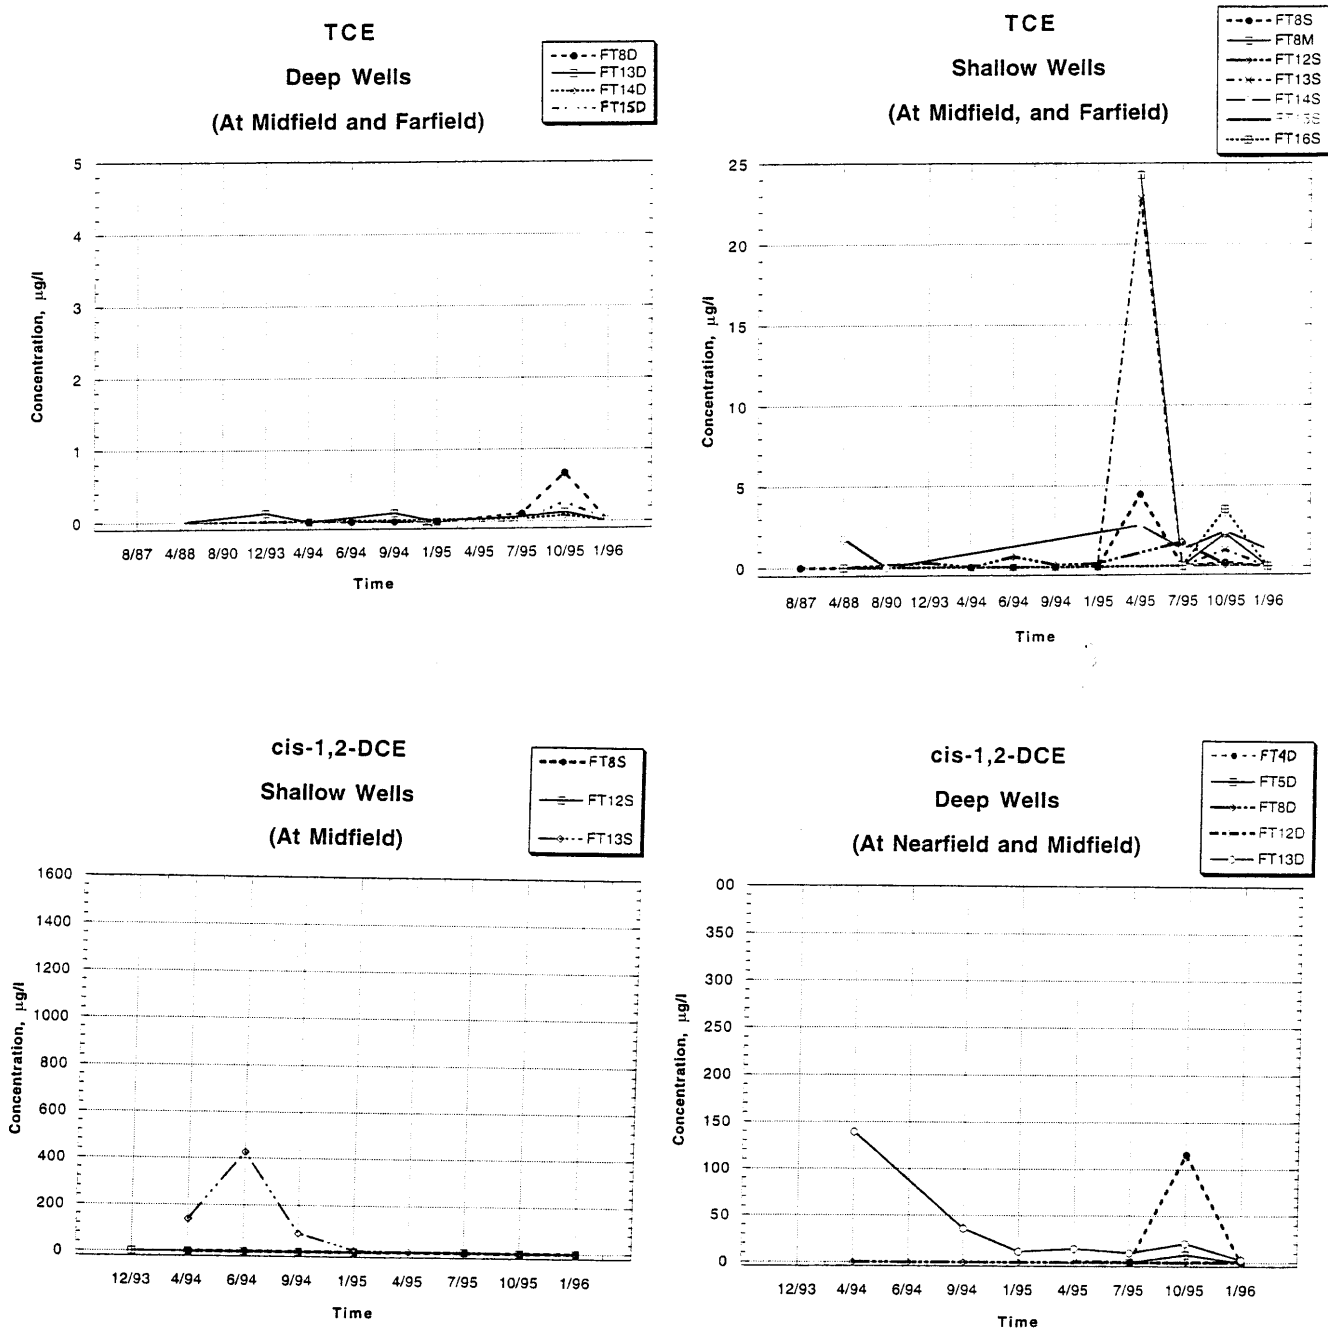 TCE
Deep Wells
(At Midfield and Farfield)
FT8D
FT13D
FT14D
FT15D
Concentration, µg/l
5
4
3
2
1
0
8/87 4/88 8/90 12/93 4/94 6/94 9/94 1/95 4/95 7/95 10/95 1/96
Time
TCE
Shallow Wells
(At Midfield, and Farfield)
FT8S
FT8M
FT12S
FT13S
FT14S
FT15S
FT16S
Concentration, µg/l
25
20
15
10
5
0
8/87 4/88 8/90 12/93 4/94 6/94 9/94 1/95 4/95 7/95 10/95 1/96
Time
cis-1,2-DCE
Shallow Wells
(At Midfield)
FT8S
FT12S
FT13S
Concentration, µg/l
1600
1400
1200
1000
800
600
400
200
0
12/93 4/94 6/94 9/94 1/95 4/95 7/95 10/95 1/96
Time
cis-1,2-DCE
Deep Wells
(At Nearfield and Midfield)
FT4D
FT5D
FT8D
FT12D
FT13D
Concentration, µg/l
00
350
300
250
200
150
100
50
0
12/93 4/94 6/94 9/94 1/95 4/95 7/95 10/95 1/96
Time